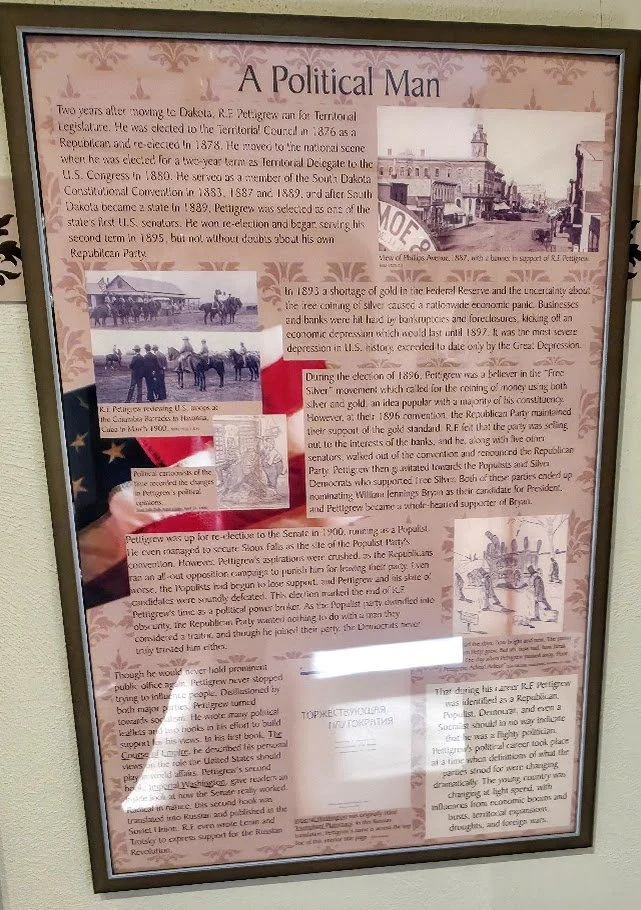 A Political Man
Two years after moving to Dakota, R.F. Pettigrew ran for Territorial
Legislature. He was elected to the Territorial Council in 1876 as a
Republican and re-elected in 1878. He moved to the national scene
when he was elected for a two-year term as Territorial Delegate to the
U.S. Congress in 1880. He served as a member of the South Dakota
Constitutional Convention in 1883, 1887 and 1889, and after South
Dakota became a state in 1889, Pettigrew was selected as one of the
state's first U.S. senators. He won re-election and began serving his
second term in 1895, but not without doubts about his own
Republican Party.
MOE &
View of Phillips Avenue, 1887, with a banner in support of R.F. Pettigrew.
In 1893 a shortage of gold in the Federal Reserve and the uncertainty about
the free coining of silver caused a nationwide economic panic. Businesses
and banks were hit hard by bankruptcies and foreclosures, kicking off an
economic depression which would last until 1897. It was the most severe
depression in U.S. history, exceeded to date only by the Great Depression.
R.F. Pettigrew reviewing U.S. troops at
the Columbia Barracks in Havana,
Cuba in March 1900.
During the election of 1896, Pettigrew was a believer in the "Free
Silver" movement which called for the coining of money using both
silver and gold, an idea popular with a majority of his constituency.
However, at their 1896 convention, the Republican Party maintained
their support of the gold standard. R.F. felt that the party was selling
out to the interests of the banks, and he, along with five other
senators, walked out of the convention and renounced the Republican
Party. Pettigrew then gravitated towards the Populists and Silver
Democrats who supported Free Silver. Both of these parties ended up
nominating William Jennings Bryan as their candidate for President,
and Pettigrew became a whole-hearted supporter of Bryan.
Political cartoonists of the
time recorded the changes
in Pettigrew's political
opinions.
Pettigrew was up for re-election to the Senate in 1900, running as a Populist.
He even managed to secure Sioux Falls as the site of the Populist Party's
convention. However, Pettigrew's aspirations were crushed, as the Republicans
ran an all-out opposition campaign to punish him for leaving their party. Even
worse, the Populists had begun to lose support, and Pettigrew and his slate of
candidates were soundly defeated. This election marked the end of R.F.
Pettigrew's time as a political power broker. As the Populist party dwindled into
obscurity, the Republican Party wanted nothing to do with a man they
considered a traitor, and though he joined their party, the Democrats never
truly trusted him either.
Though he would never hold prominent
public office again, Pettigrew never stopped
trying to influence people. Disillusioned by
both major parties, Pettigrew turned
towards socialism. He wrote many political
leaflets and two books in his effort to build
support for his views. In his first book, The
Course of Empire, he described his personal
views on the role the United States should
play in world affairs. Pettigrew's second
book, Imperial Washington, gave readers an
inside look at how the Senate really worked.
Radical in nature, this second book was
translated into Russian and published in the
Soviet Union. R.F. even wrote Lenin and
Trotsky to express support for the Russian
Revolution.
ТОРЖЕСТВУЮЩАЯ
ПЛУТОКРАТИЯ
That during his career R.F. Pettigrew
was identified as a Republican,
Populist, Democrat, and even a
Socialist should in no way indicate
that he was a flighty politician.
Pettigrew's political career took place
at a time when definitions of what the
parties stood for were changing
dramatically. The young country was
changing at light speed, with
influences from economic booms and
busts, territorial expansion,
droughts, and foreign wars.